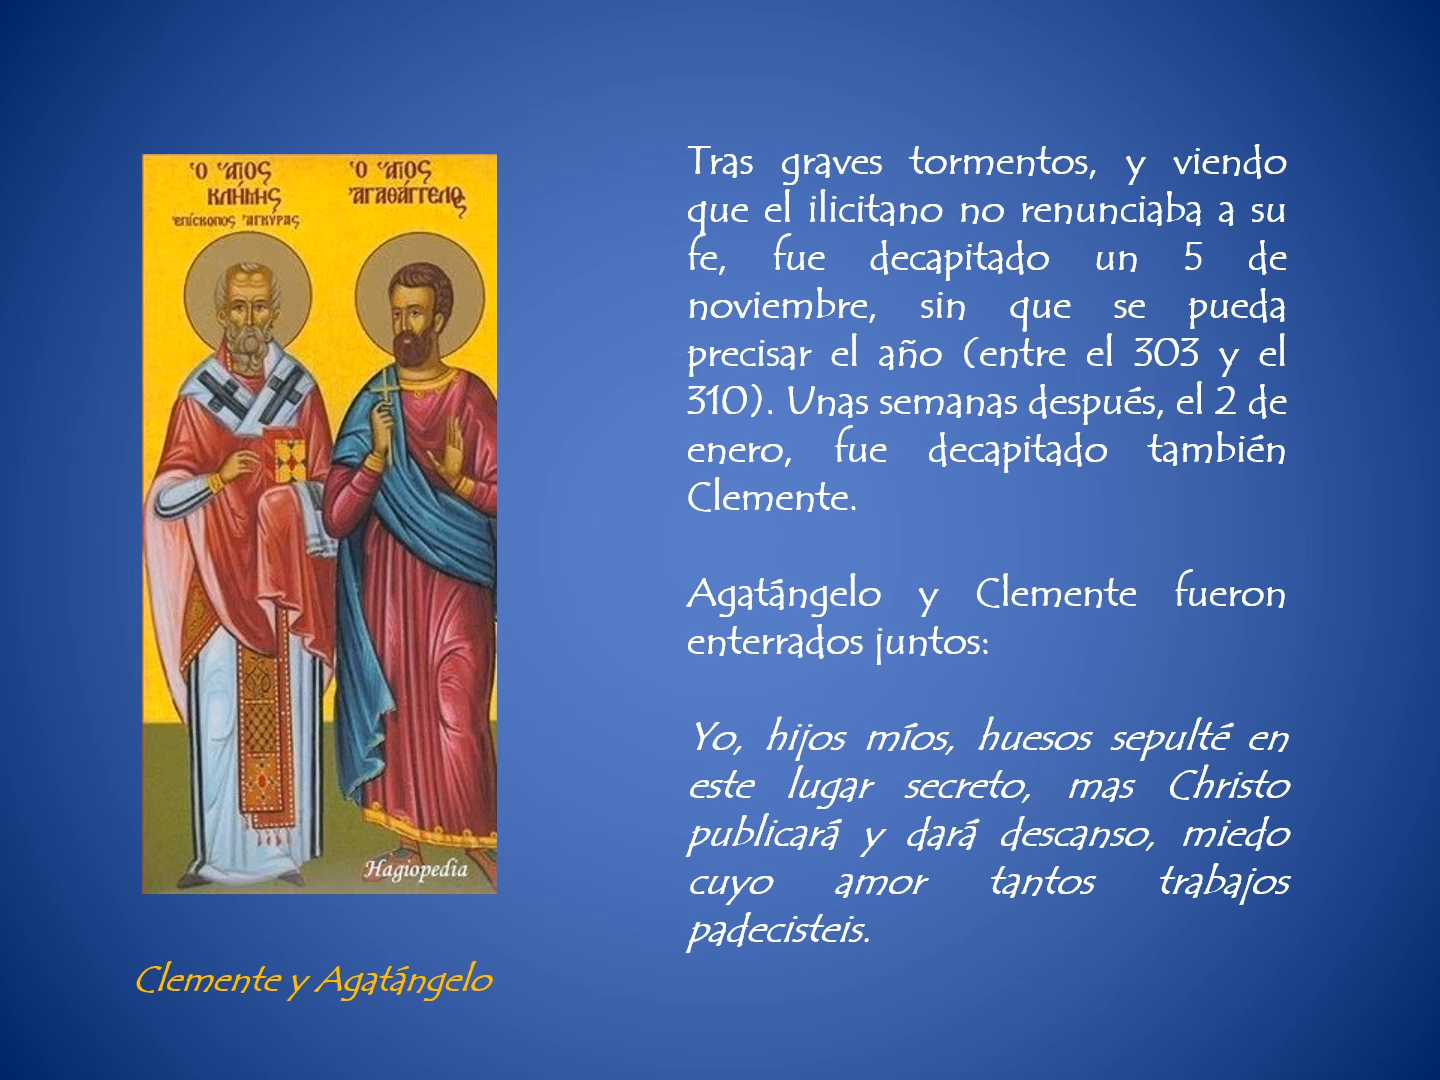 Ὁ ἍΓΙΟΣ
ΚΛΉΜΗΣ
ἘΠΊΣΚΟΠΟΣ ἈΓΚΎΡΑΣ
Ὁ ἍΓΙΟΣ
ἈΓΑΘΆΓΓΕΛΟΣ
Hagiopedia
Clemente y Agatángelo
Tras graves tormentos, y viendo
que el ilicitano no renunciaba a su
fe, fue decapitado un 5 de
noviembre, sin que se pueda
precisar el año (entre el 303 y el
310). Unas semanas después, el 2 de
enero, fue decapitado también
Clemente.
Agatángelo y Clemente fueron
enterrados juntos:
Yo, hijos míos, huesos sepulté en
este lugar secreto, mas Christo
publicará y dará descanso, miedo
cuyo amor tantos trabajos
padecisteis.